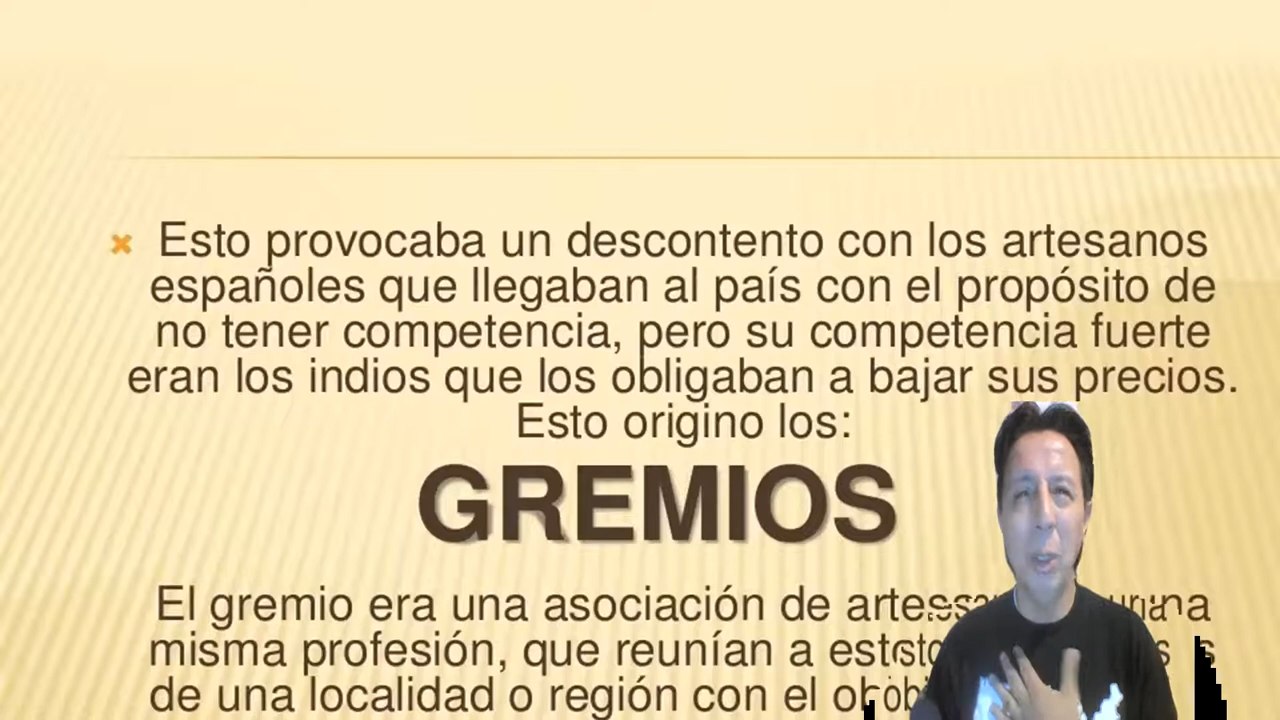 Esto provocaba un descontento con los artesanos
españoles que llegaban al país con el propósito de
no tener competencia, pero su competencia fuerte
eran los indios que los obligaban a bajar sus precios.
Esto origino los:
GREMIOS
El gremio era una asociación de
misma profesión, que reunían a
de una localidad o región con el